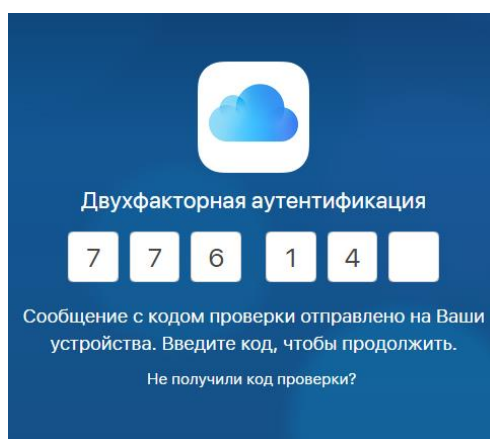 Двухфакторная аутентификация
7 7 6 1 4
Сообщение с кодом проверки отправлено на Ваши
устройства. Введите код, чтобы продолжить.
Не получили код проверки?